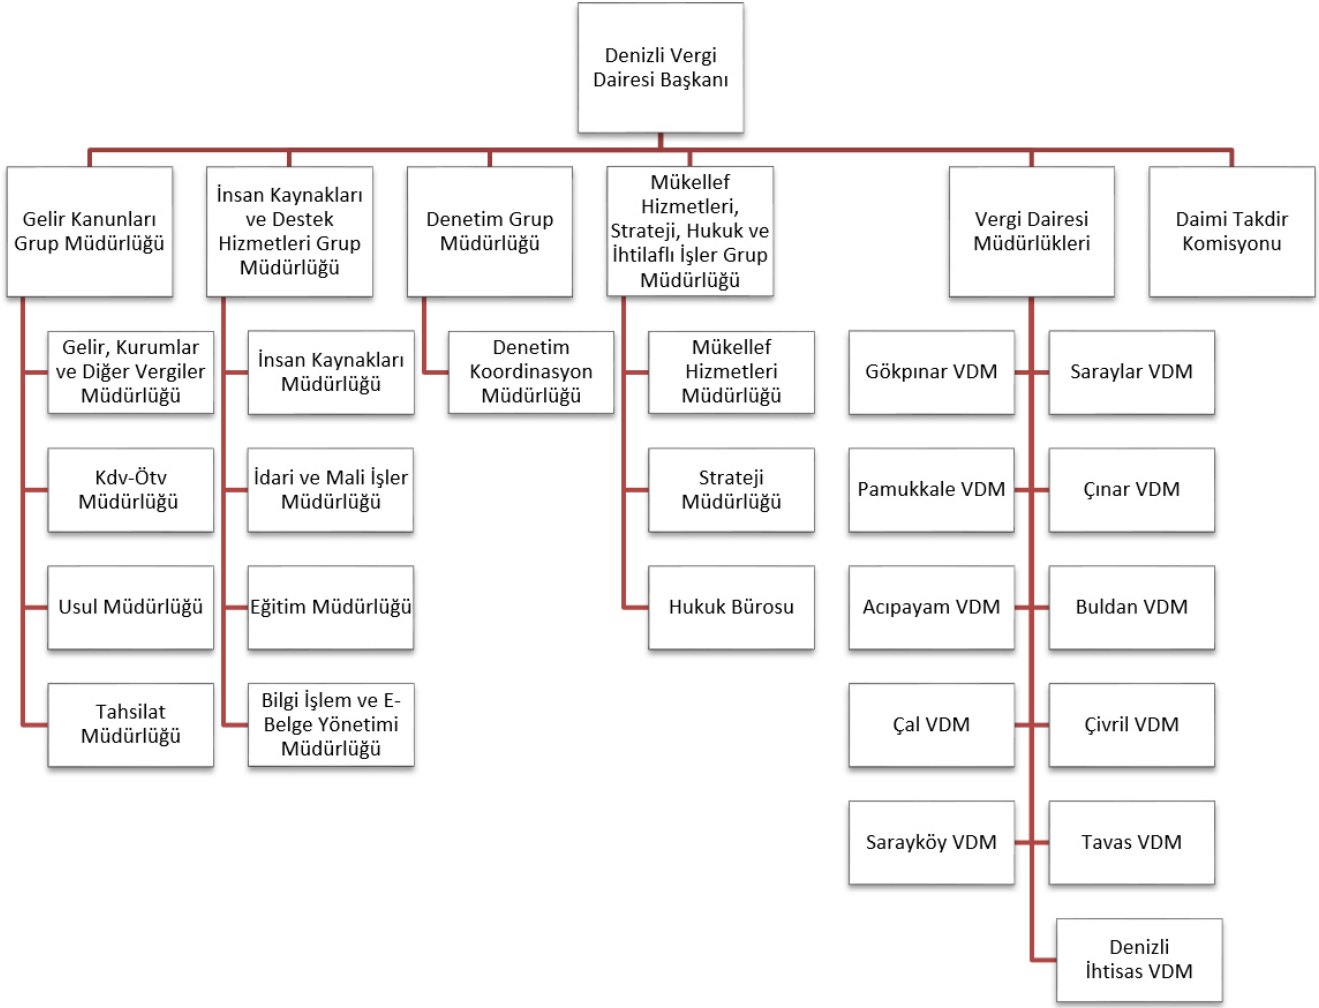 Denizli Vergi
Dairesi Başkanı
Gelir Kanunları
Grup Müdürlüğü
İnsan Kaynakları
ve Destek
Hizmetleri Grup
Müdürlüğü
Denetim Grup
Müdürlüğü
Mükellef
Hizmetleri,
Strateji, Hukuk ve
İhtilaflı İşler Grup
Müdürlüğü
Vergi Dairesi
Müdürlükleri
Daimi Takdir
Komisyonu
Gelir, Kurumlar
ve Diğer Vergiler
Müdürlüğü
Kdv-Ötv
Müdürlüğü
Usul Müdürlüğü
Tahsilat
Müdürlüğü
İnsan Kaynakları
Müdürlüğü
İdari ve Mali İşler
Müdürlüğü
Eğitim Müdürlüğü
Bilgi İşlem ve E-
Belge Yönetimi
Müdürlüğü
Denetim
Koordinasyon
Müdürlüğü
Mükellef
Hizmetleri
Müdürlüğü
Strateji
Müdürlüğü
Hukuk Bürosu
Gökpınar VDM
Saraylar VDM
Pamukkale VDM
Çınar VDM
Acıpayam VDM
Buldan VDM
Çal VDM
Çivril VDM
Sarayköy VDM
Tavas VDM
Denizli
İhtisas VDM